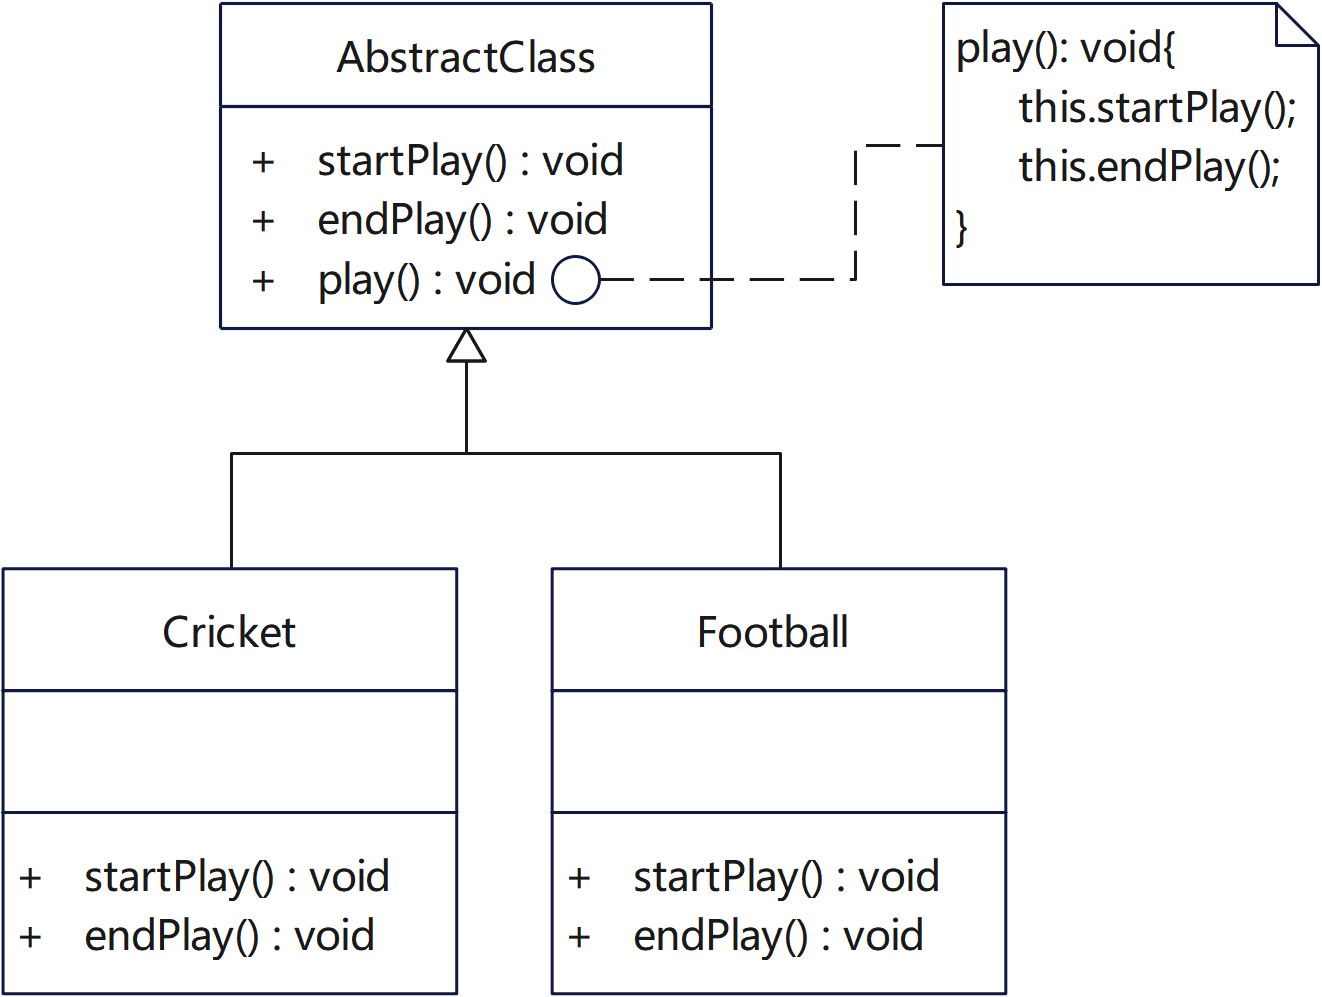 AbstractClass
+ startPlay() : void
+ endPlay() : void
+ play() : void
play(): void{
this.startPlay();
this.endPlay();
}
Cricket
+ startPlay() : void
+ endPlay() : void
Football
+ startPlay() : void
+ endPlay() : void